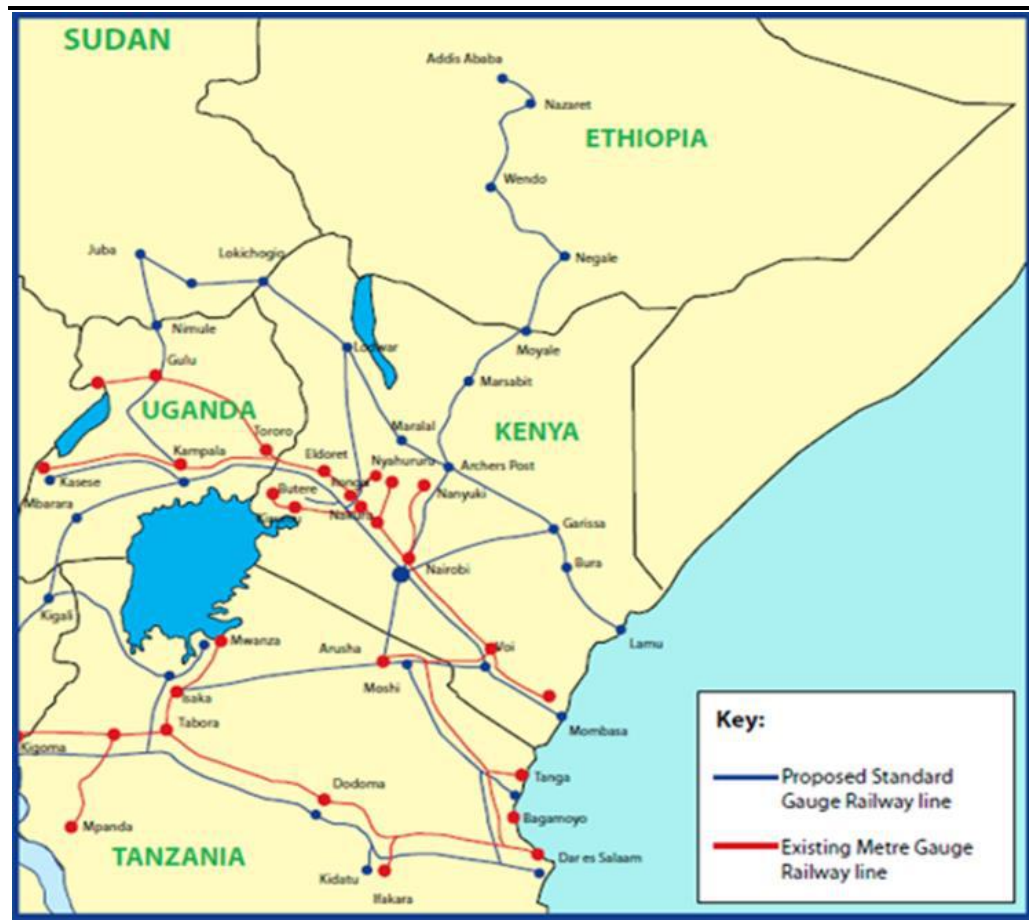 SUDAN
Addis Ababa
Nazaret
ETHIOPIA
Wendo
Juba
Lokichogio
Negale
Nimule
Lodwar
Moyale
Gulu
Marsabit
UGANDA
Maralal
KENYA
Tororo
Kampala
Eldoret
Nyahururu
Archers Post
Kasese
Butere
Nanyuki
Mbarara
Garissa
Nairobi
Bura
Kigali
Mwanza
Arusha
Voi
Lamu
Moshi
Isaka
Tabora
Mombasa
Kigoma
Dodoma
Tanga
Mpanda
Bagamoyo
TANZANIA
Dar es Salaam
Kidatu
Ifakara
Key:
Proposed Standard
Gauge Railway line
Existing Metre Gauge
Railway line